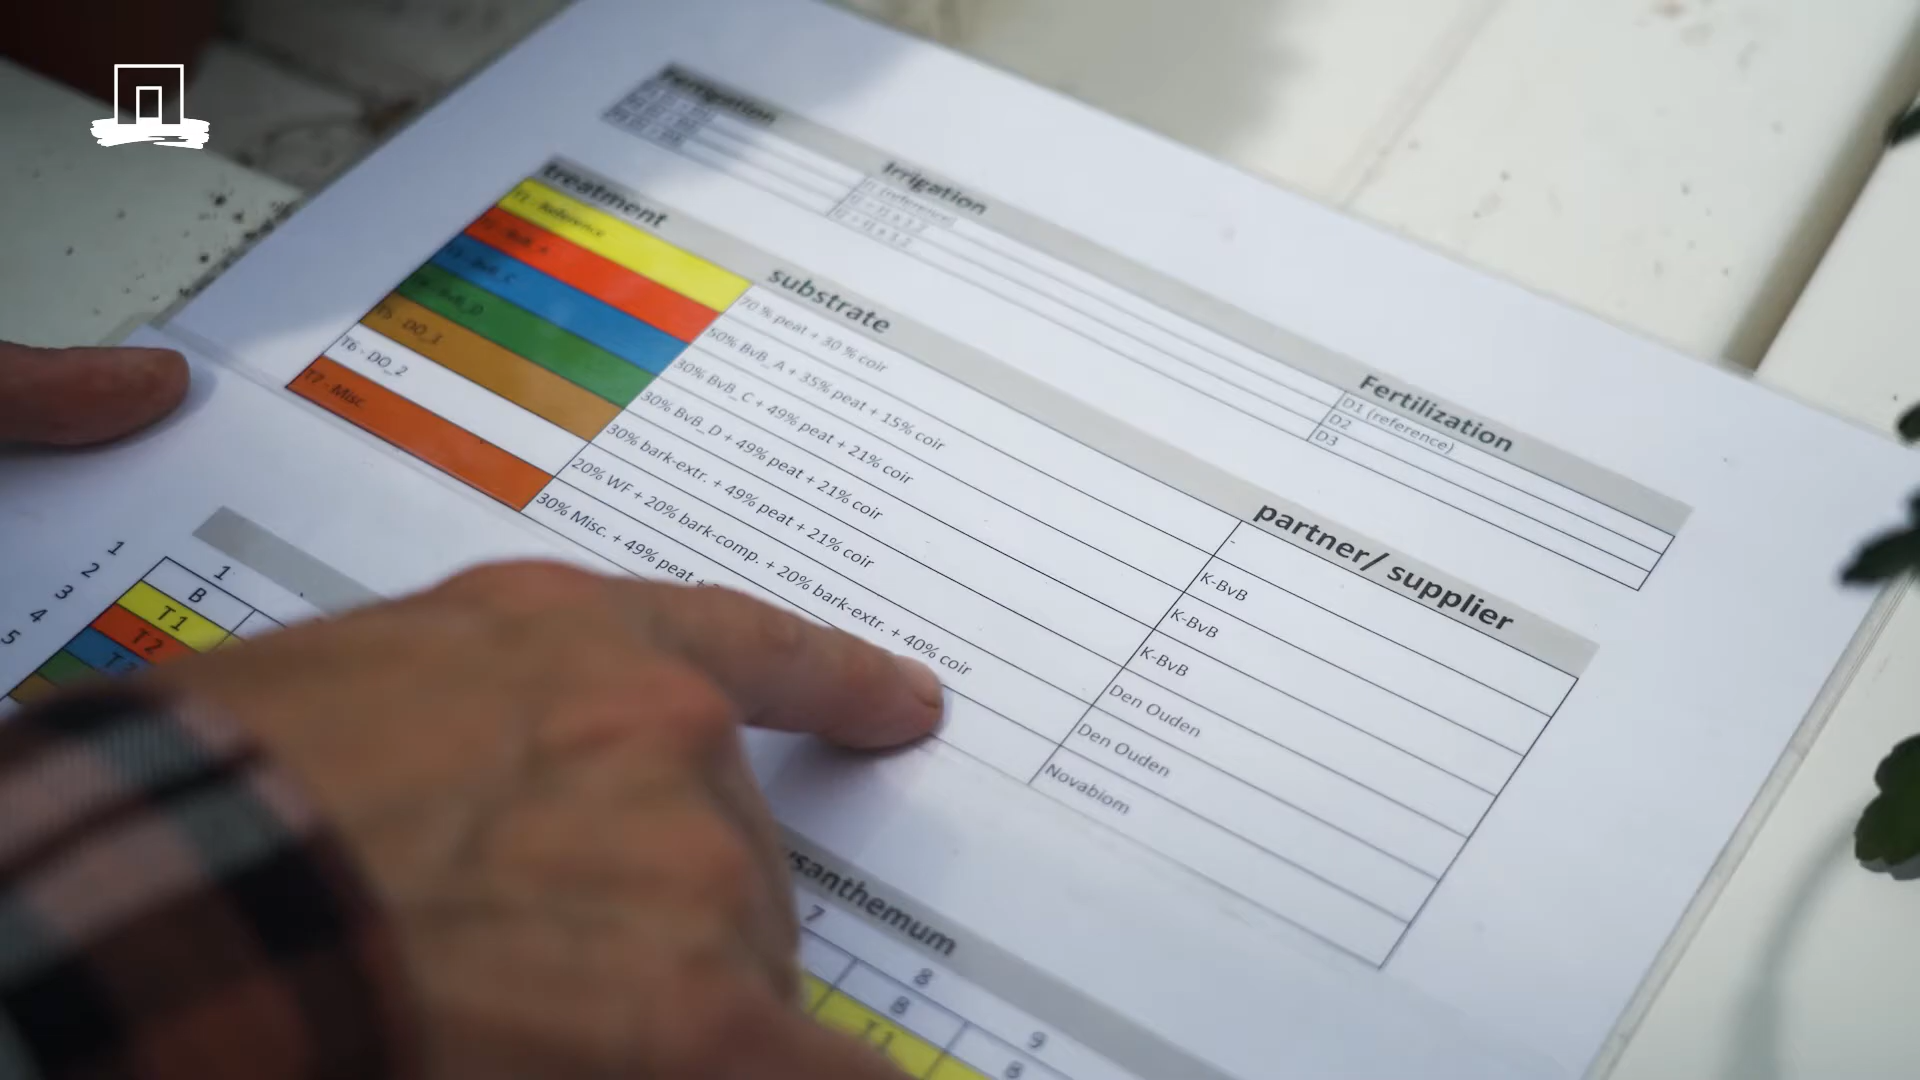 Irrigation
Fertilization
D1 (reference)
D2
D3
treatment substrate partner/ supplier
T1 - Reference 70 % peat + 30 % coir -
50% BvB_A + 35% peat + 15% coir K-BvB
30% BvB_C + 49% peat + 21% coir K-BvB
30% BvB_D + 49% peat + 21% coir K-BvB
T5 - DO_1 30% bark-extr. + 49% peat + 21% coir Den Ouden
T6 - DO_2 20% WF + 20% bark-comp. + 20% bark-extr. + 40% coir Den Ouden
T7 - Misc. 30% Misc. + 49% peat + Novabiom
1
B
1 T1
2 T2
3
4
5
7
8
8
T1
9
8